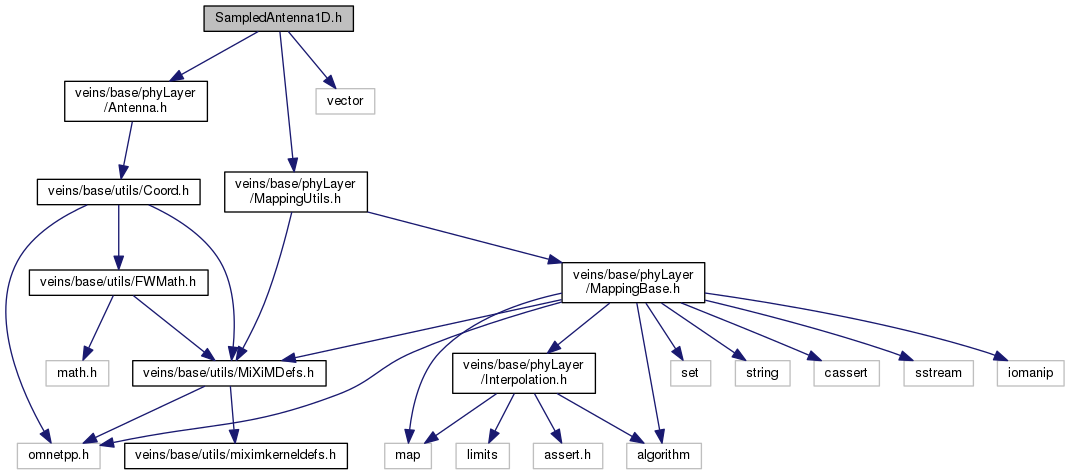 SampledAntenna1D.h
veins/base/phyLayer
/Antenna.h
vector
veins/base/utils/Coord.h
veins/base/phyLayer
/MappingUtils.h
veins/base/utils/FWMath.h
veins/base/phyLayer
/MappingBase.h
math.h
veins/base/utils/MiXiMDefs.h
veins/base/phyLayer
/Interpolation.h
set
string
cassert
sstream
iomanip
omnetpp.h
veins/base/utils/miximkerneldefs.h
map
limits
assert.h
algorithm